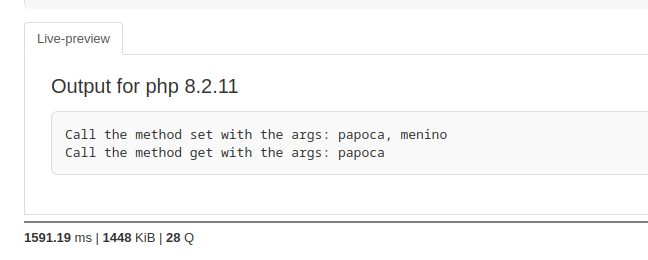 Live-preview
Output for php 8.2.11
Call the method set with the args: papoca, menino
Call the method get with the args: papoca
1591.19 ms | 1448 KiB | 28 Q